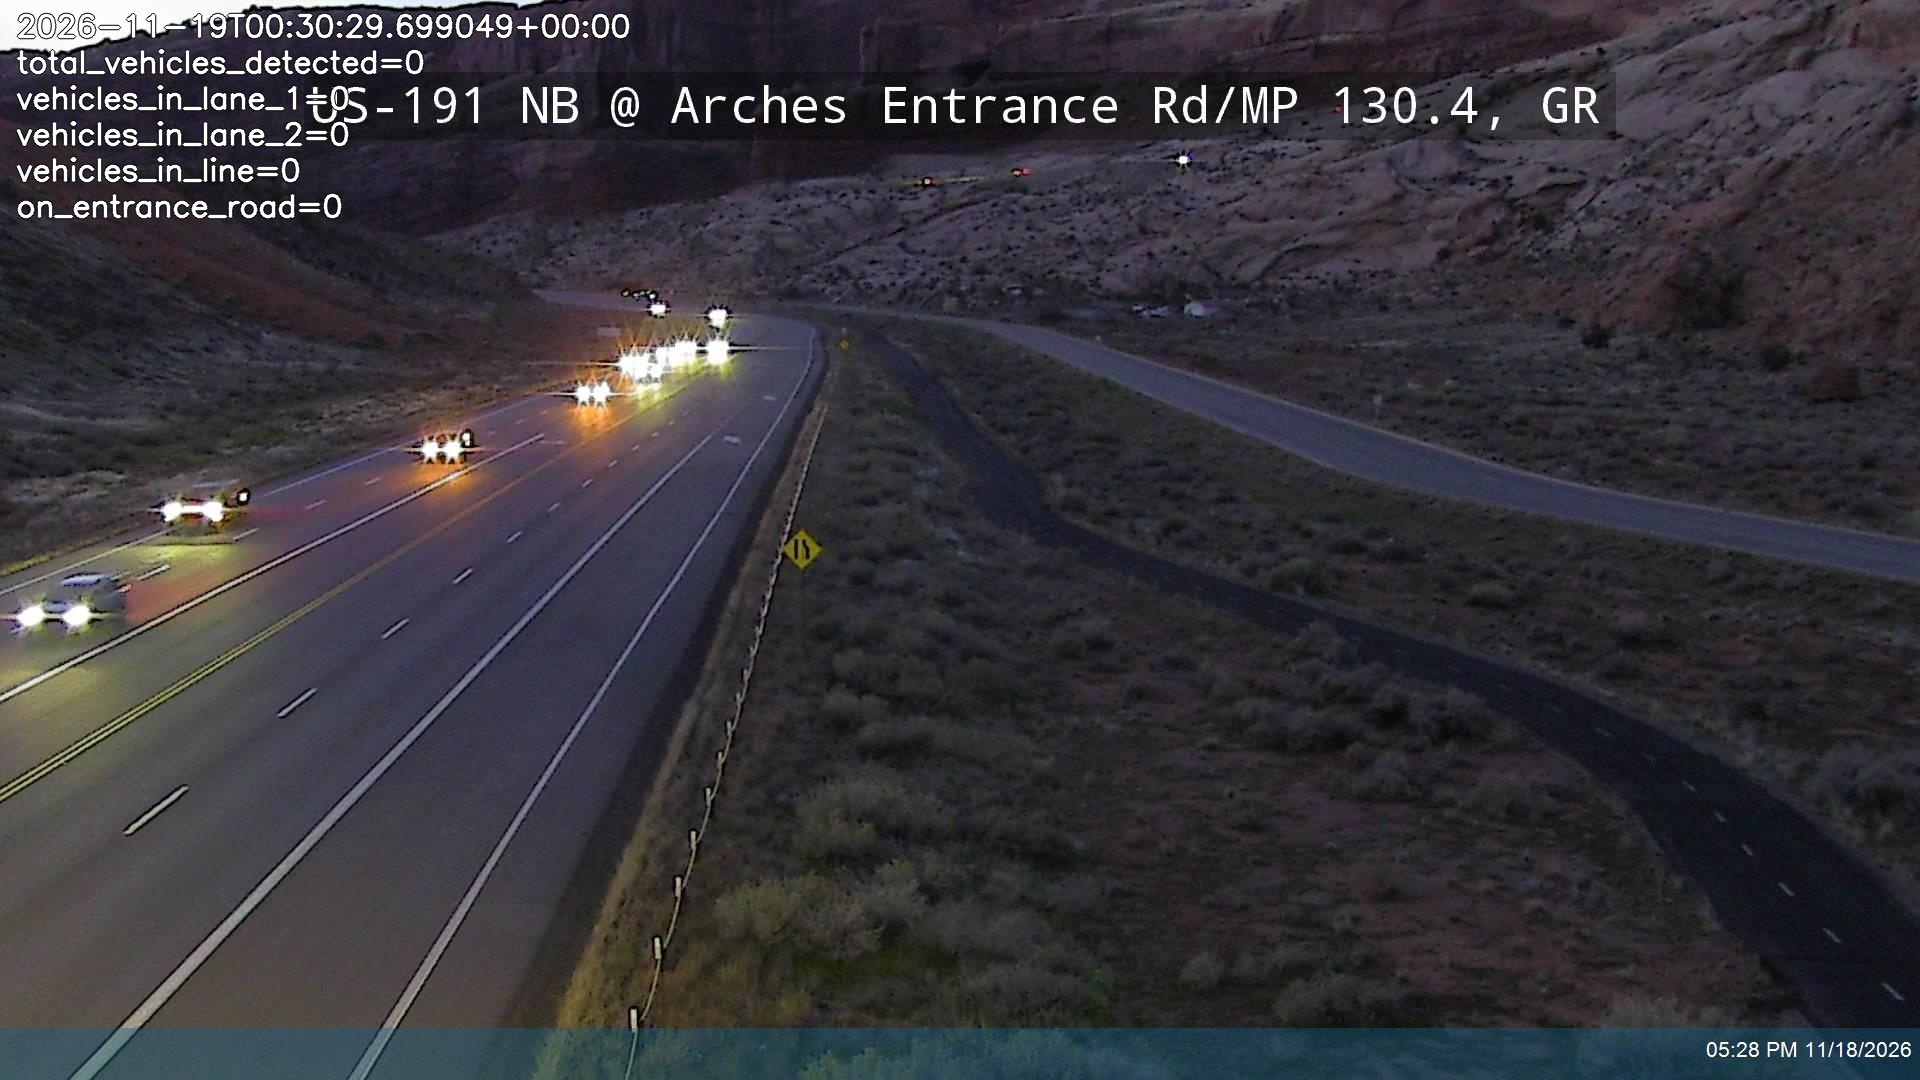 2026-11-19T00:30:29.699049+00:00
total_vehicles_detected=0
vehicles_in_lane_1=0
US-191 NB @ Arches Entrance Rd/MP 130.4, GR
vehicles_in_lane_2=0
vehicles_in_line=0
on_entrance_road=0
05:28 PM 11/18/2026